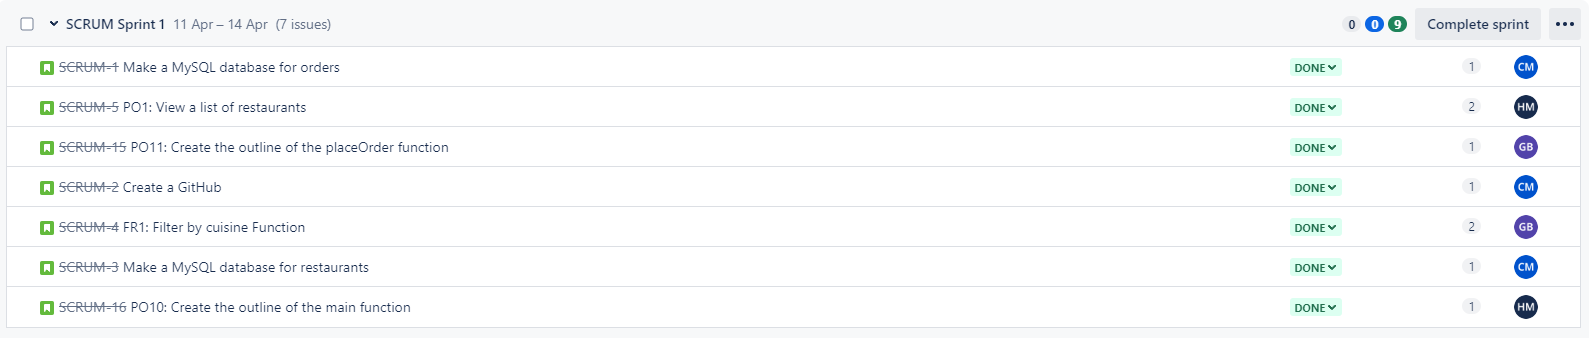 SCRUM Sprint 1 11 Apr – 14 Apr (7 issues) 0 0 9 Complete sprint
SCRUM-1 Make a MySQL database for orders DONE 1 CM
SCRUM-5 PO1: View a list of restaurants DONE 2 HM
SCRUM-15 PO11: Create the outline of the placeOrder function DONE 1 GB
SCRUM-2 Create a GitHub DONE 1 CM
SCRUM-4 FR1: Filter by cuisine Function DONE 2 GB
SCRUM-3 Make a MySQL database for restaurants DONE 1 CM
SCRUM-16 PO10: Create the outline of the main function DONE 1 HM